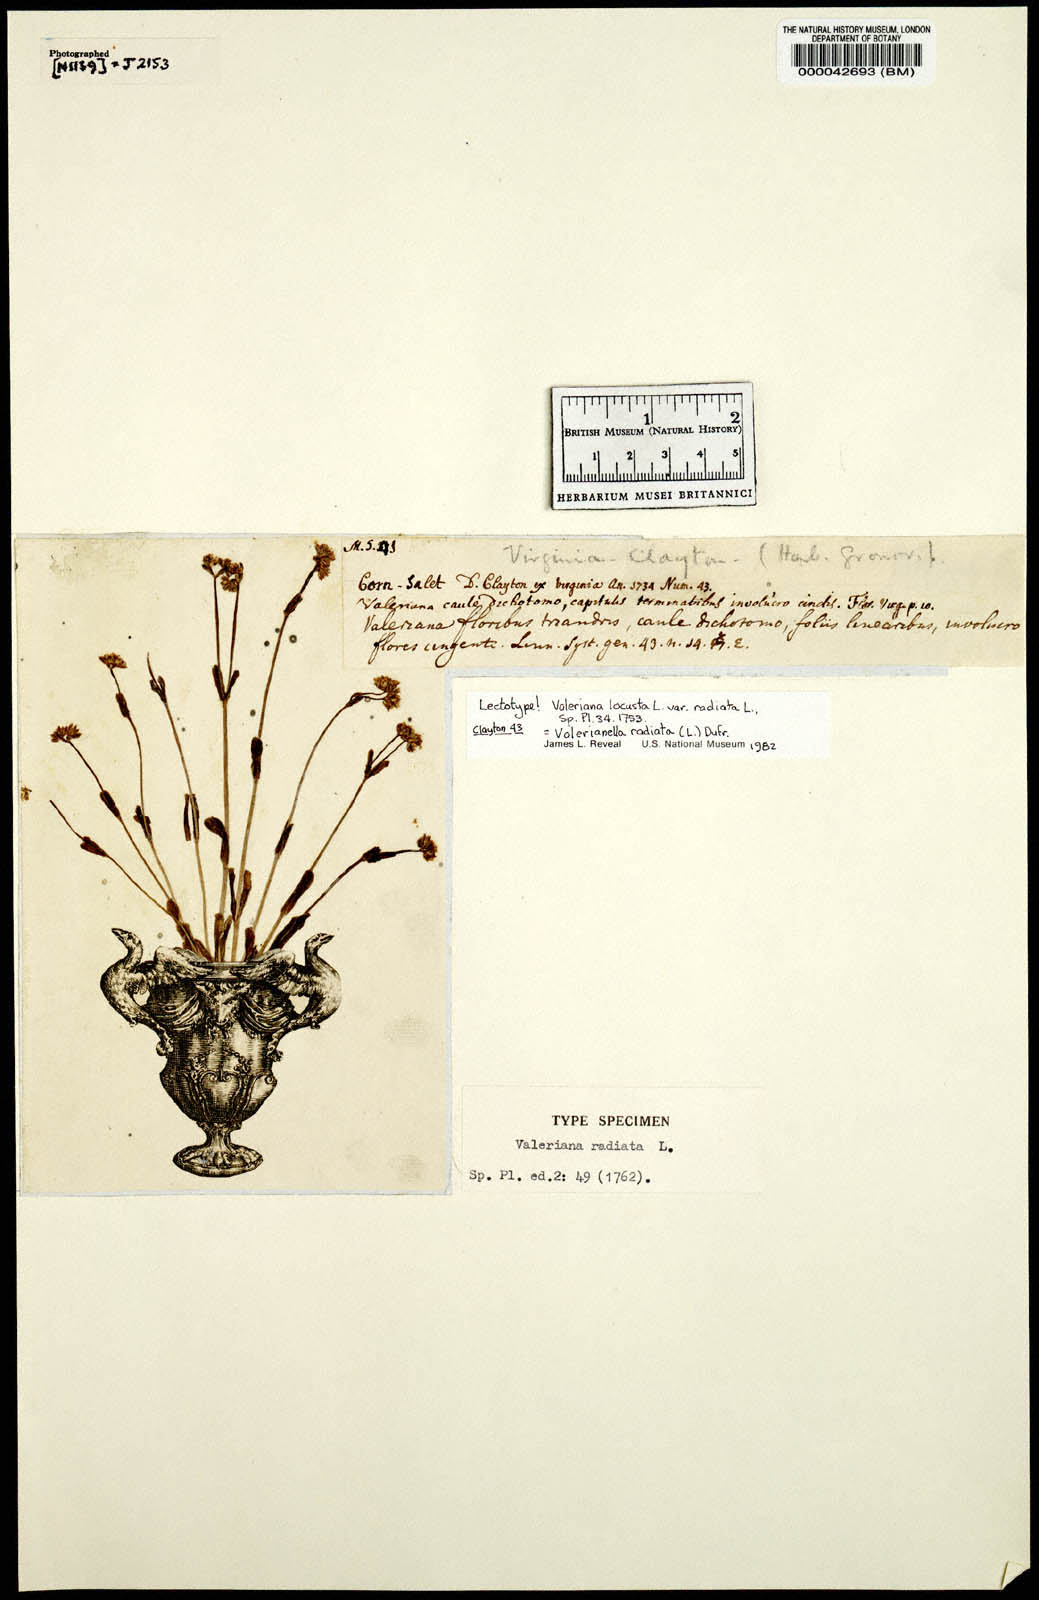 Photographed
[N1139] = J 2153
THE NATURAL HISTORY MUSEUM, LONDON
DEPARTMENT OF BOTANY
000042693 (BM)
1 2
BRITISH MUSEUM (NATURAL HISTORY)
1 2 3 4 5
HERBARIUM MUSEI BRITANNICI
Virginia - Clayton - (Herb. Gronov.).
Corn-Salet D. Clayton ex Virginia An. 1734 Num. 43.
Valeriana caule dichotomo, capitulis terminatibus involucro cinctis. Flor. Virg. p. 10.
Valeriana floribus triandris, caule dichotomo, foliis linearibus, involucro
flores cingente. Linn. Syst. gen. 43. n. 14. E.
Lectotype! Valeriana locusta L. var. radiata L.,
Sp. Pl. 34. 1753.
Clayton 43 = Valerianella radiata (L.) Dufr.
James L. Reveal U.S. National Museum 1982
TYPE SPECIMEN
Valeriana radiata L.
Sp. Pl. ed.2: 49 (1762).